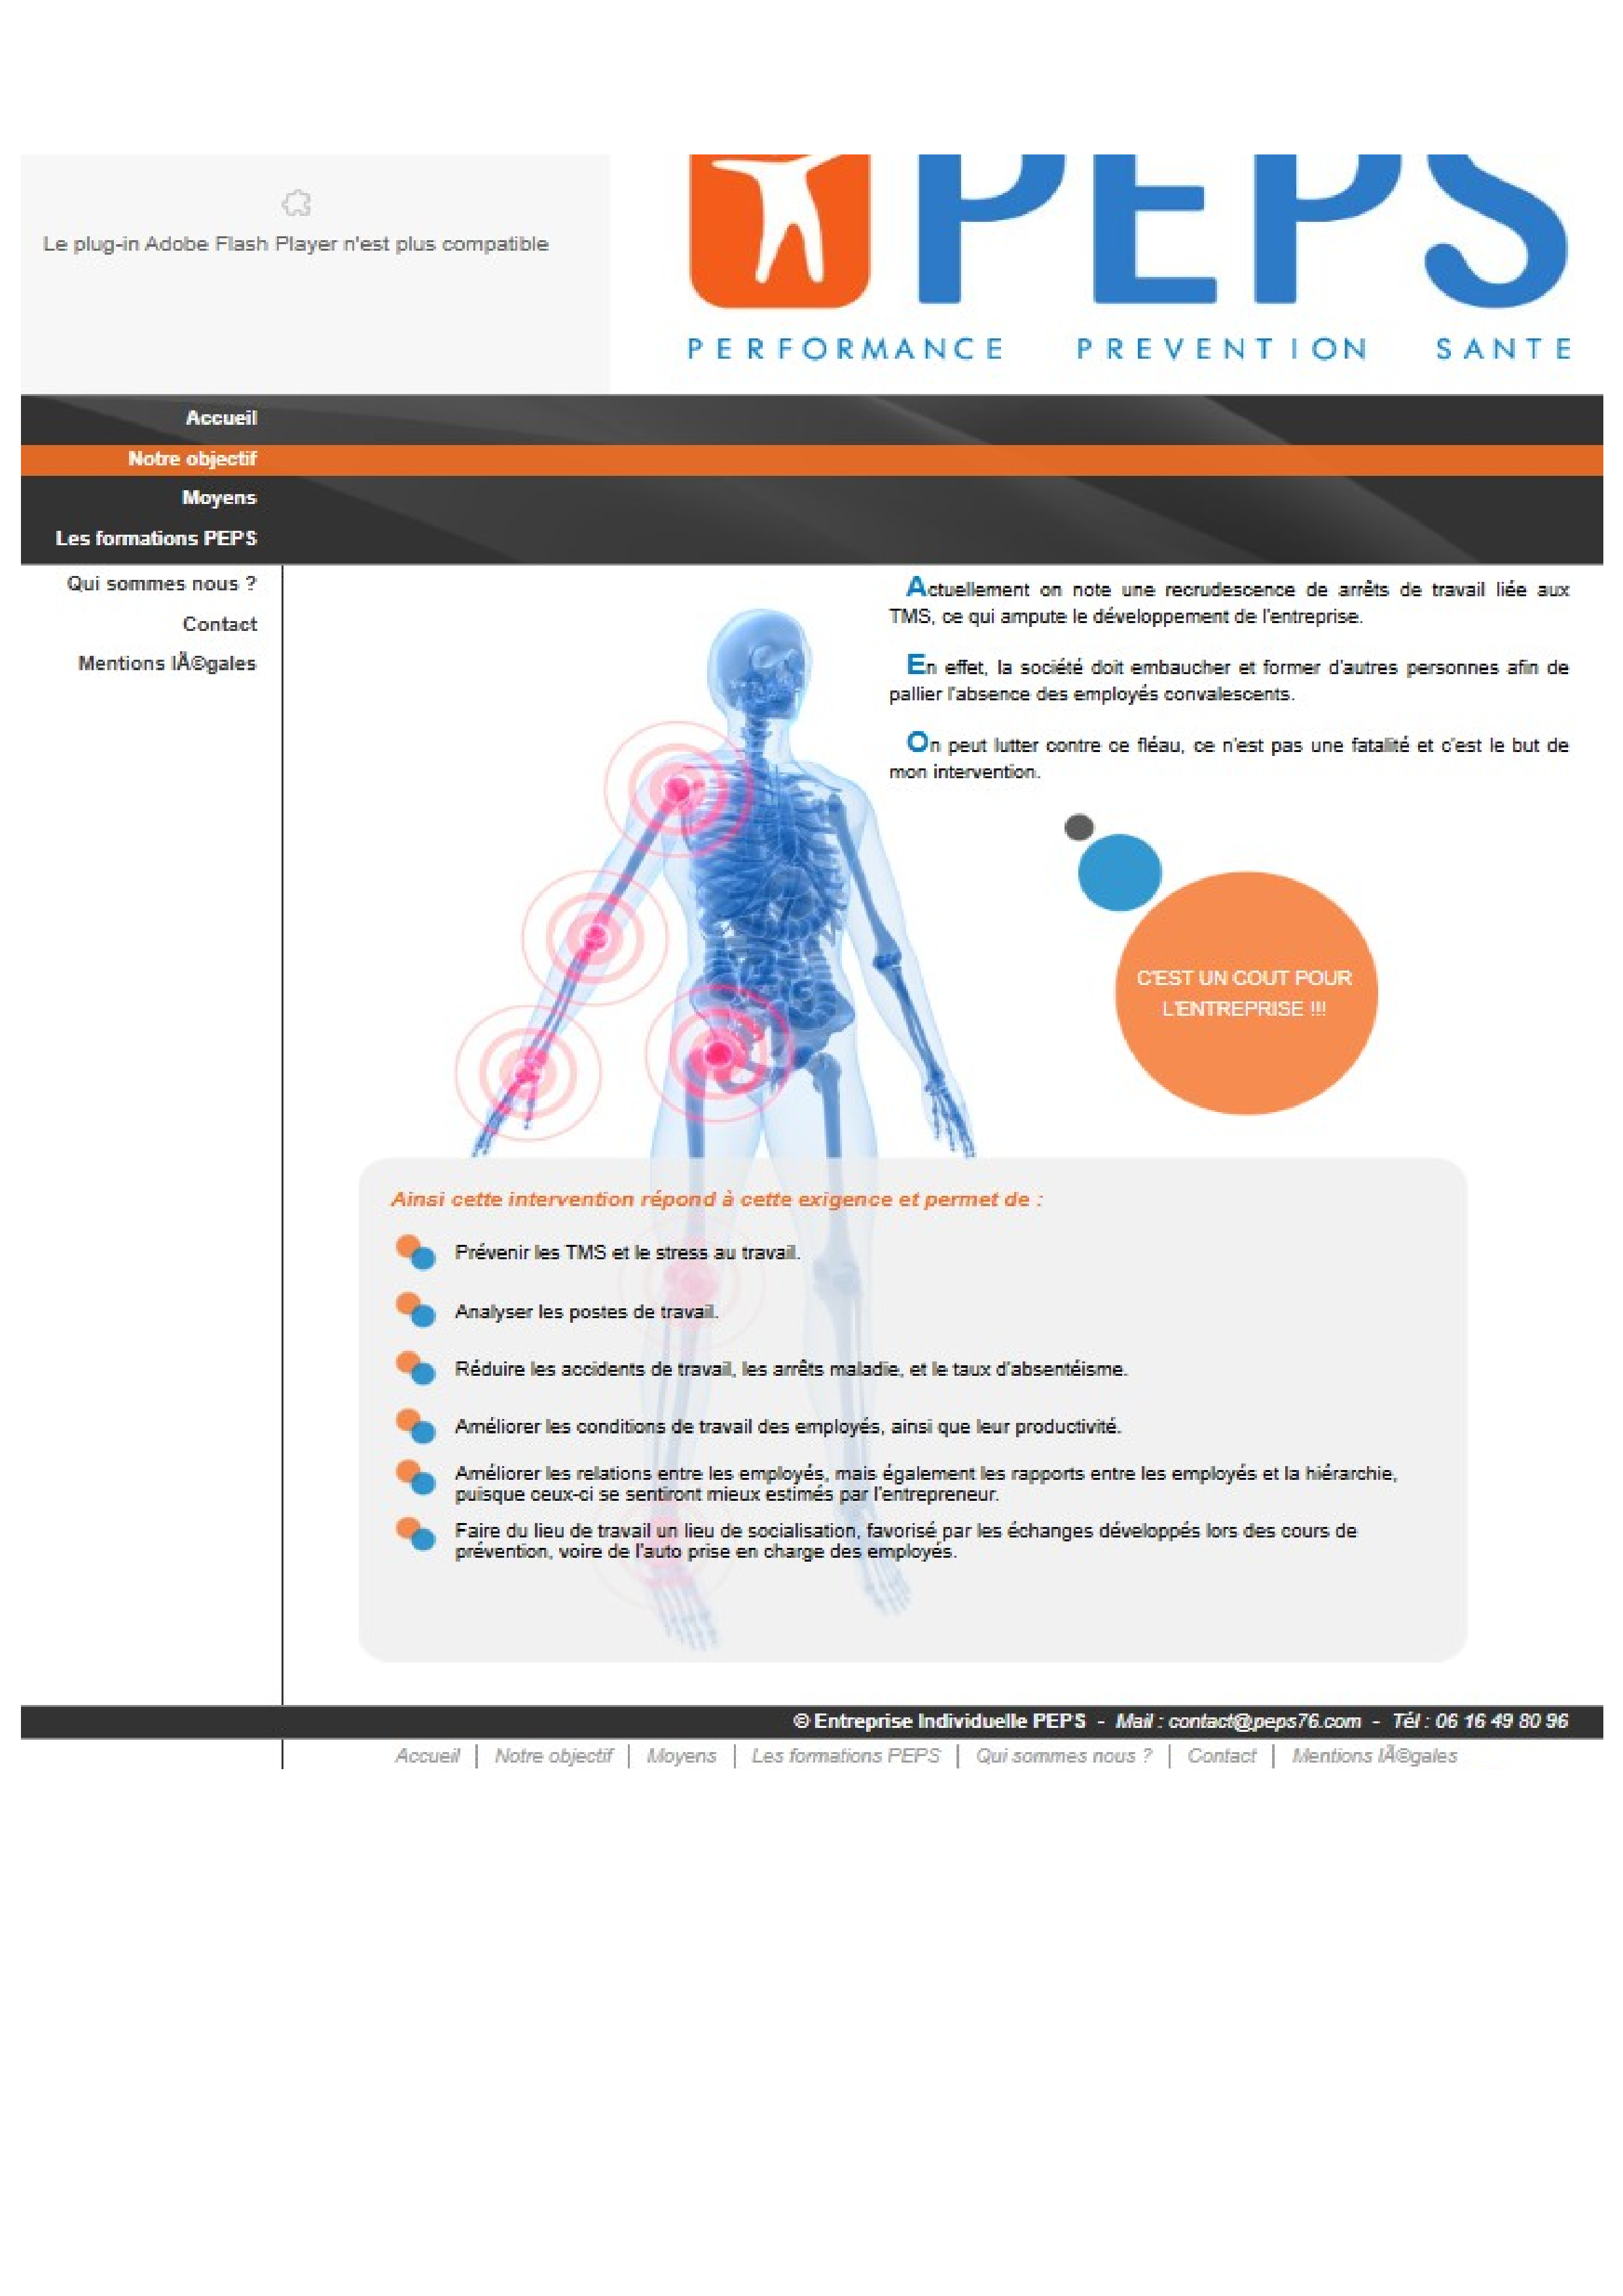 Le plug-in Adobe Flash Player n'est plus compatible
PEPS
PERFORMANCE PREVENTION SANTE
Accueil
Notre objectif
Moyens
Les formations PEPS
Qui sommes nous ?
Contact
Mentions lÃ©gales
Actuellement on note une recrudescence de arrêts de travail liée aux
TMS, ce qui ampute le développement de l'entreprise.
En effet, la société doit embaucher et former d'autres personnes afin de
pallier l'absence des employés convalescents.
On peut lutter contre ce fléau, ce n'est pas une fatalité et c'est le but de
mon intervention.
C'EST UN COUT POUR
L'ENTREPRISE !!!
Ainsi cette intervention répond à cette exigence et permet de :
Prévenir les TMS et le stress au travail.
Analyser les postes de travail.
Réduire les accidents de travail, les arrêts maladie, et le taux d'absentéisme.
Améliorer les conditions de travail des employés, ainsi que leur productivité.
Améliorer les relations entre les employés, mais également les rapports entre les employés et la hiérarchie,
puisque ceux-ci se sentiront mieux estimés par l'entrepreneur.
Faire du lieu de travail un lieu de socialisation, favorisé par les échanges développés lors des cours de
prévention, voire de l'auto prise en charge des employés.
© Entreprise Individuelle PEPS - Mail : contact@peps76.com - Tél : 06 16 49 80 96
Accueil | Notre objectif | Moyens | Les formations PEPS | Qui sommes nous ? | Contact | Mentions lÃ©gales